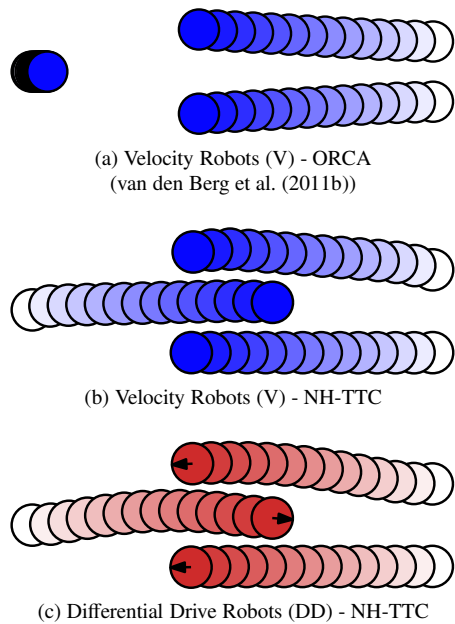 (a) Velocity Robots (V) - ORCA
(van den Berg et al. (2011b))
(b) Velocity Robots (V) - NH-TTC
(c) Differential Drive Robots (DD) - NH-TTC